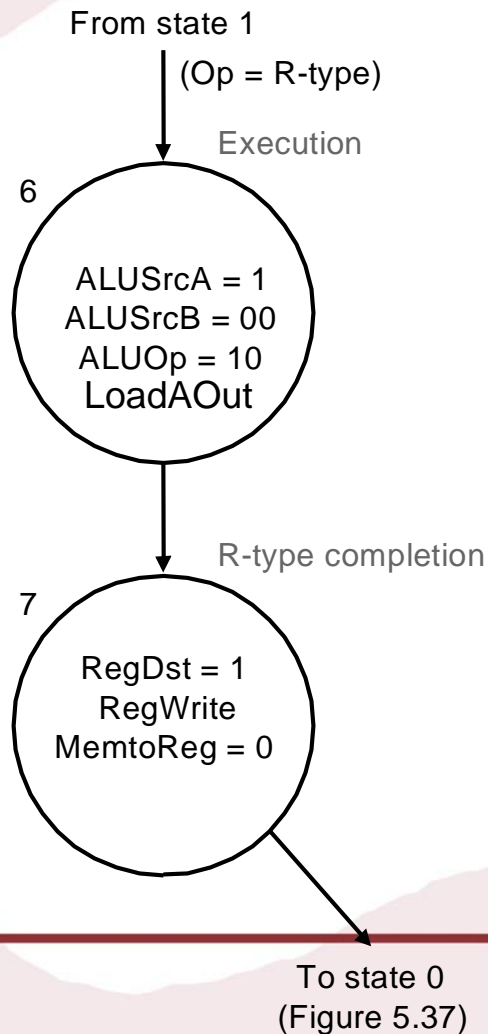 From state 1
(Op = R-type)
Execution
6
ALUSrcA = 1
ALUSrcB = 00
ALUOp = 10
LoadAOut
R-type completion
7
RegDst = 1
RegWrite
MemtoReg = 0
To state 0
(Figure 5.37)